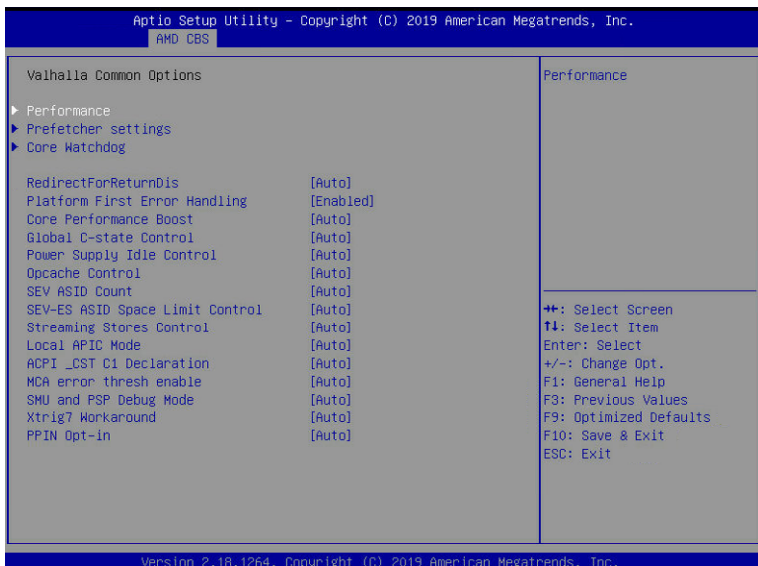 Aptio Setup Utility – Copyright (C) 2019 American Megatrends, Inc.
AMD CBS
Valhalla Common Options
Performance
Prefetcher settings
Core Watchdog
RedirectForReturnDis [Auto]
Platform First Error Handling [Enabled]
Core Performance Boost [Auto]
Global C-state Control [Auto]
Power Supply Idle Control [Auto]
Opcache Control [Auto]
SEV ASID Count [Auto]
SEV-ES ASID Space Limit Control [Auto]
Streaming Stores Control [Auto]
Local APIC Mode [Auto]
ACPI _CST C1 Declaration [Auto]
MCA error thresh enable [Auto]
SMU and PSP Debug Mode [Auto]
Xtrig7 Workaround [Auto]
PPIN Opt-in [Auto]
Performance
→←: Select Screen
↑↓: Select Item
Enter: Select
+/-: Change Opt.
F1: General Help
F3: Previous Values
F9: Optimized Defaults
F10: Save & Exit
ESC: Exit
Version 2.18.1264. Copyright (C) 2019 American Megatrends, Inc.